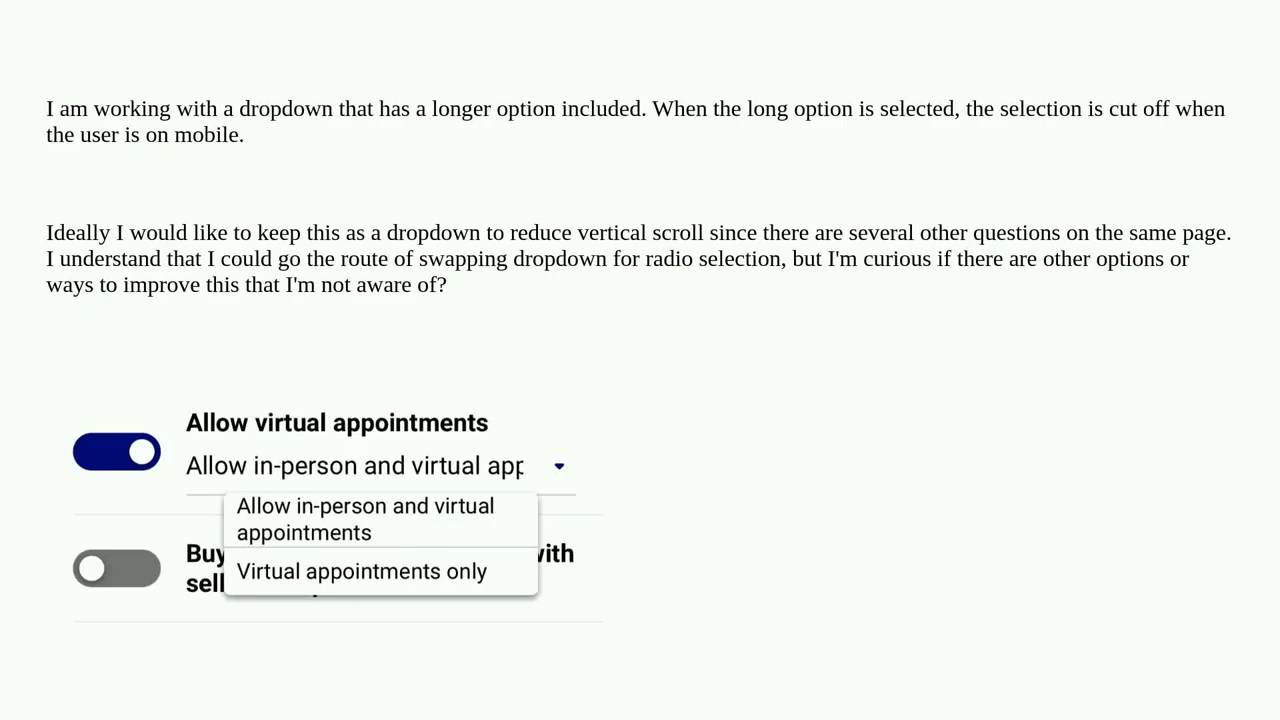 I am working with a dropdown that has a longer option included. When the long option is selected, the selection is cut off when
the user is on mobile.
Ideally I would like to keep this as a dropdown to reduce vertical scroll since there are several other questions on the same page.
I understand that I could go the route of swapping dropdown for radio selection, but I'm curious if there are other options or
ways to improve this that I'm not aware of?
Allow virtual appointments
Allow in-person and virtual app
Allow in-person and virtual
appointments
Virtual appointments only